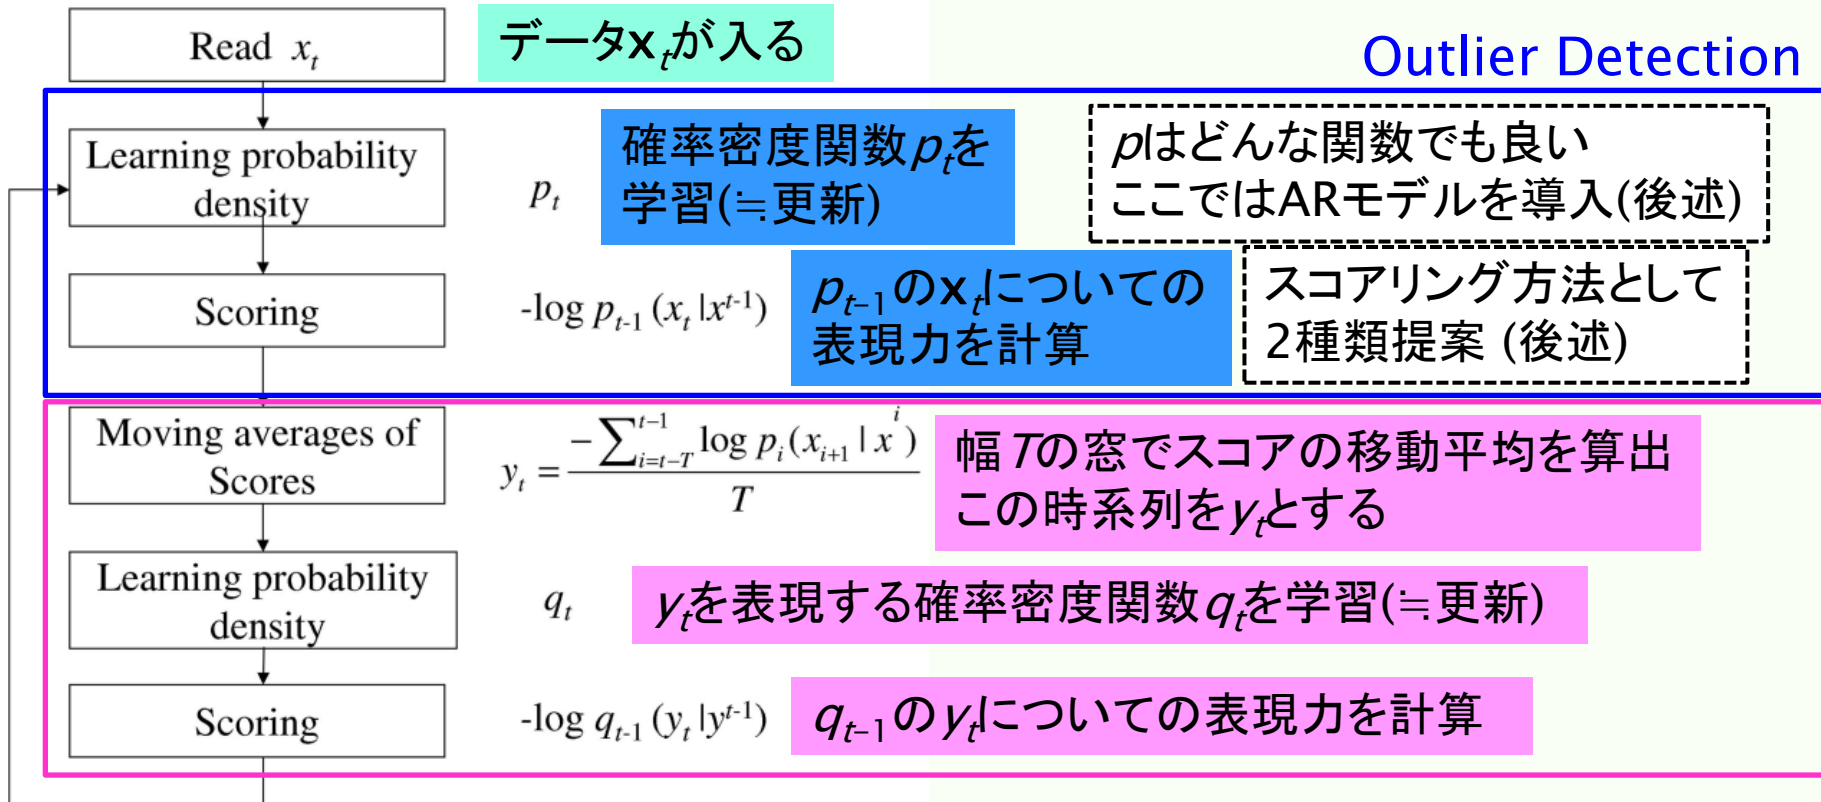 Read x_t
データx_tが入る
Outlier Detection
Learning probability
density
p_t
確率密度関数p_tを
学習(≒更新)
pはどんな関数でも良い
ここではARモデルを導入(後述)
Scoring
-log p_{t-1} (x_t |x^{t-1})
p_{t-1}のx_tについての
表現力を計算
スコアリング方法として
2種類提案 (後述)
Moving averages of
Scores
y_t = \frac{-\sum_{i=t-T}^{t-1} \log p_i(x_{i+1} | x^i)}{T}
幅Tの窓でスコアの移動平均を算出
この時系列をy_tとする
Learning probability
density
q_t
y_tを表現する確率密度関数q_tを学習(≒更新)
Scoring
-log q_{t-1} (y_t |y^{t-1})
q_{t-1}のy_tについての表現力を計算